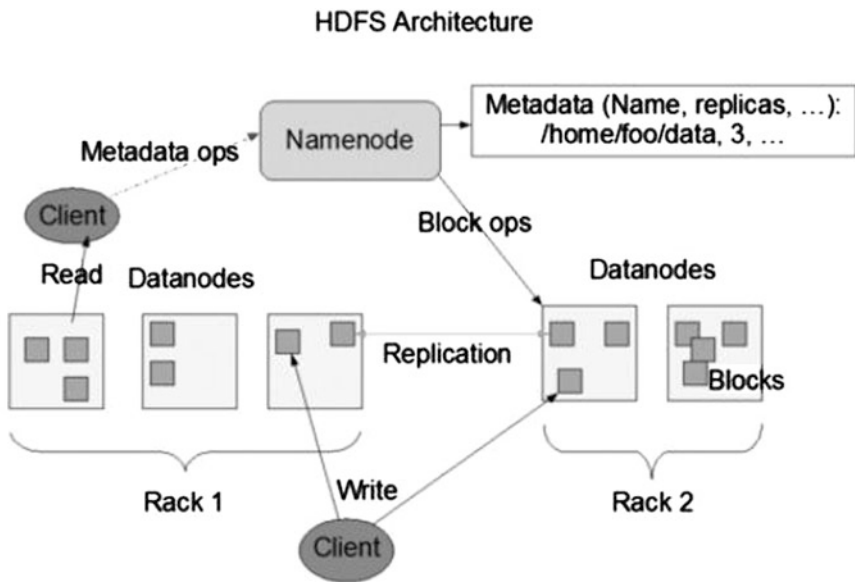 HDFS Architecture
Metadata (Name, replicas, …):
/home/foo/data, 3, …
Namenode
Metadata ops
Client
Block ops
Read
Datanodes
Datanodes
Replication
Blocks
Rack 1
Write
Rack 2
Client